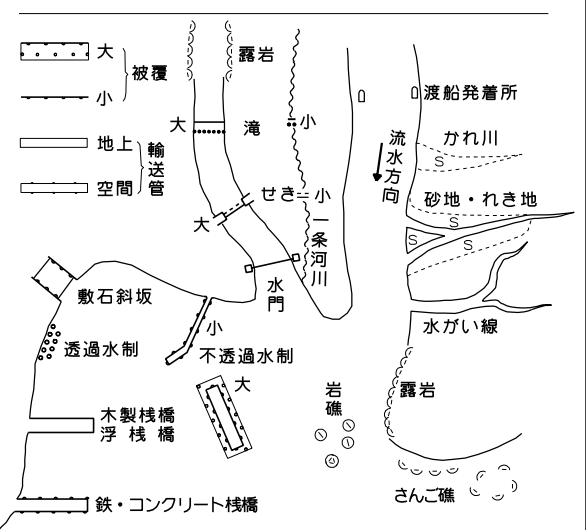 大
小
被覆
地上
空間
輸送管
露岩
大
滝
小
渡船発着所
流水方向
かれ川
S
せき
小
大
砂地・れき地
S
S
S
一条河川
水門
敷石斜坂
小
透過水制
不透過水制
水がい線
大
岩礁
露岩
木製桟橋
浮桟橋
さんご礁
鉄・コンクリート桟橋